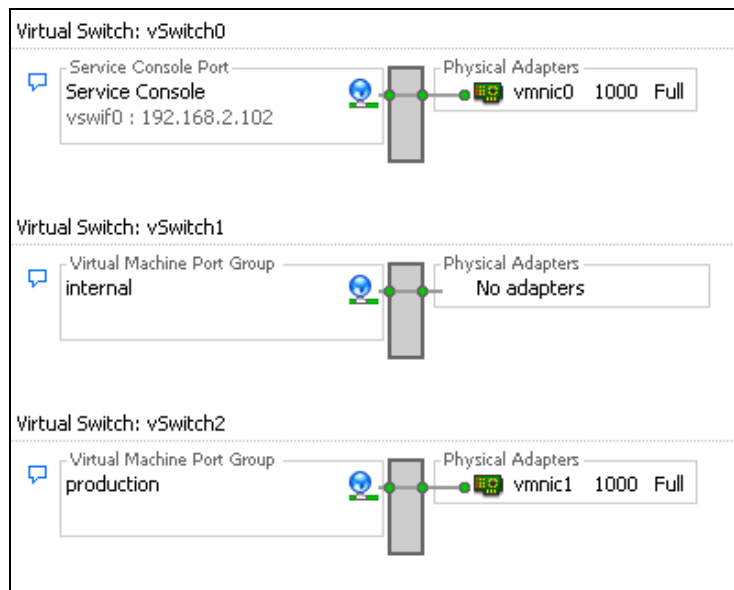 Virtual Switch: vSwitch0
Service Console Port
Physical Adapters
Service Console
vmnic0 1000 Full
vswif0 : 192.168.2.102
Virtual Switch: vSwitch1
Virtual Machine Port Group
Physical Adapters
internal
No adapters
Virtual Switch: vSwitch2
Virtual Machine Port Group
Physical Adapters
production
vmnic1 1000 Full